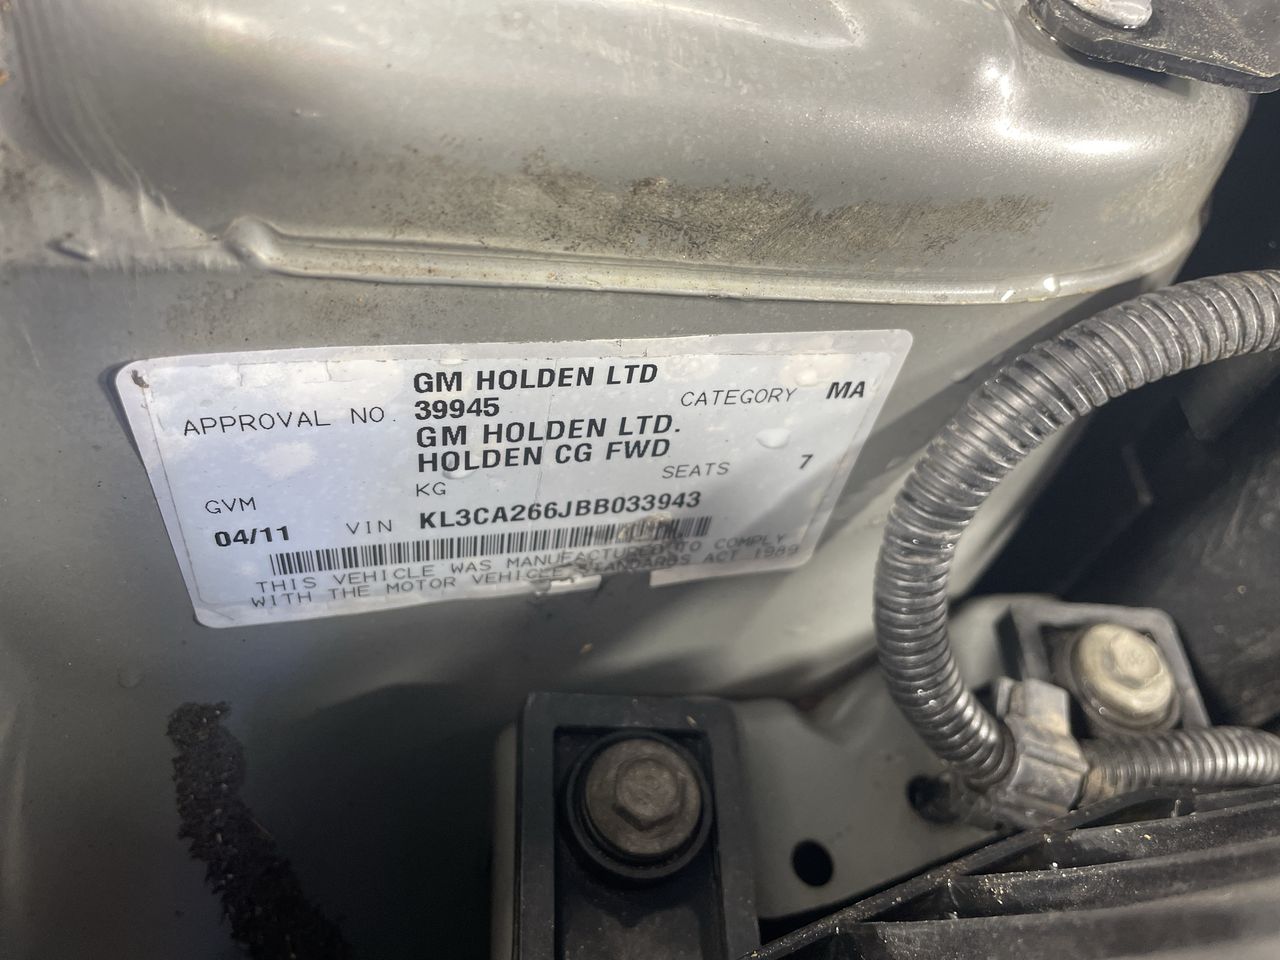 GM HOLDEN LTD
APPROVAL NO. 39945 CATEGORY MA
GM HOLDEN LTD.
HOLDEN CG FWD
GVM KG SEATS 7
04/11 VIN KL3CA266JBB033943
THIS VEHICLE WAS MANUFACTURED TO COMPLY
WITH THE MOTOR VEHICLE STANDARDS ACT 1989